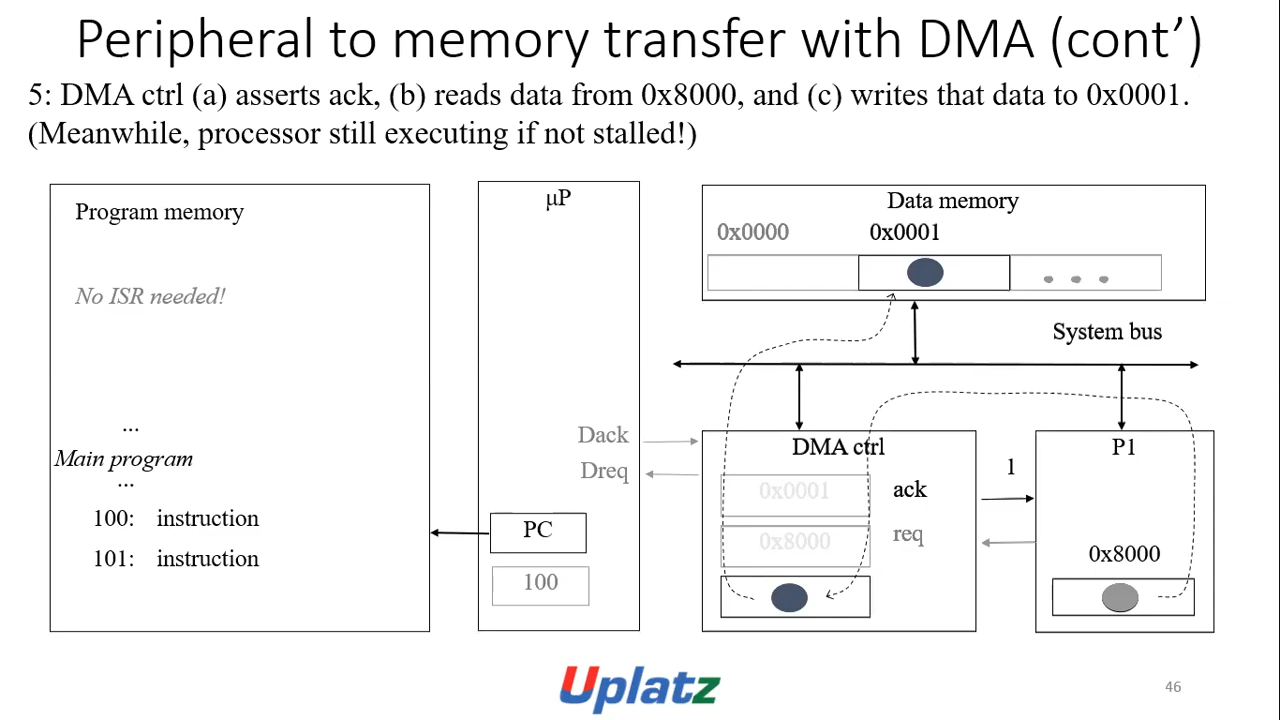 Peripheral to memory transfer with DMA (cont’)
5: DMA ctrl (a) asserts ack, (b) reads data from 0x8000, and (c) writes that data to 0x0001.
(Meanwhile, processor still executing if not stalled!)
Program memory
No ISR needed!
...
Main program
...
100: instruction
101: instruction
μP
Dack
Dreq
PC
100
Data memory
0x0000 0x0001
System bus
DMA ctrl
0x0001
ack
0x8000
req
1
P1
0x8000
Uplatz
46